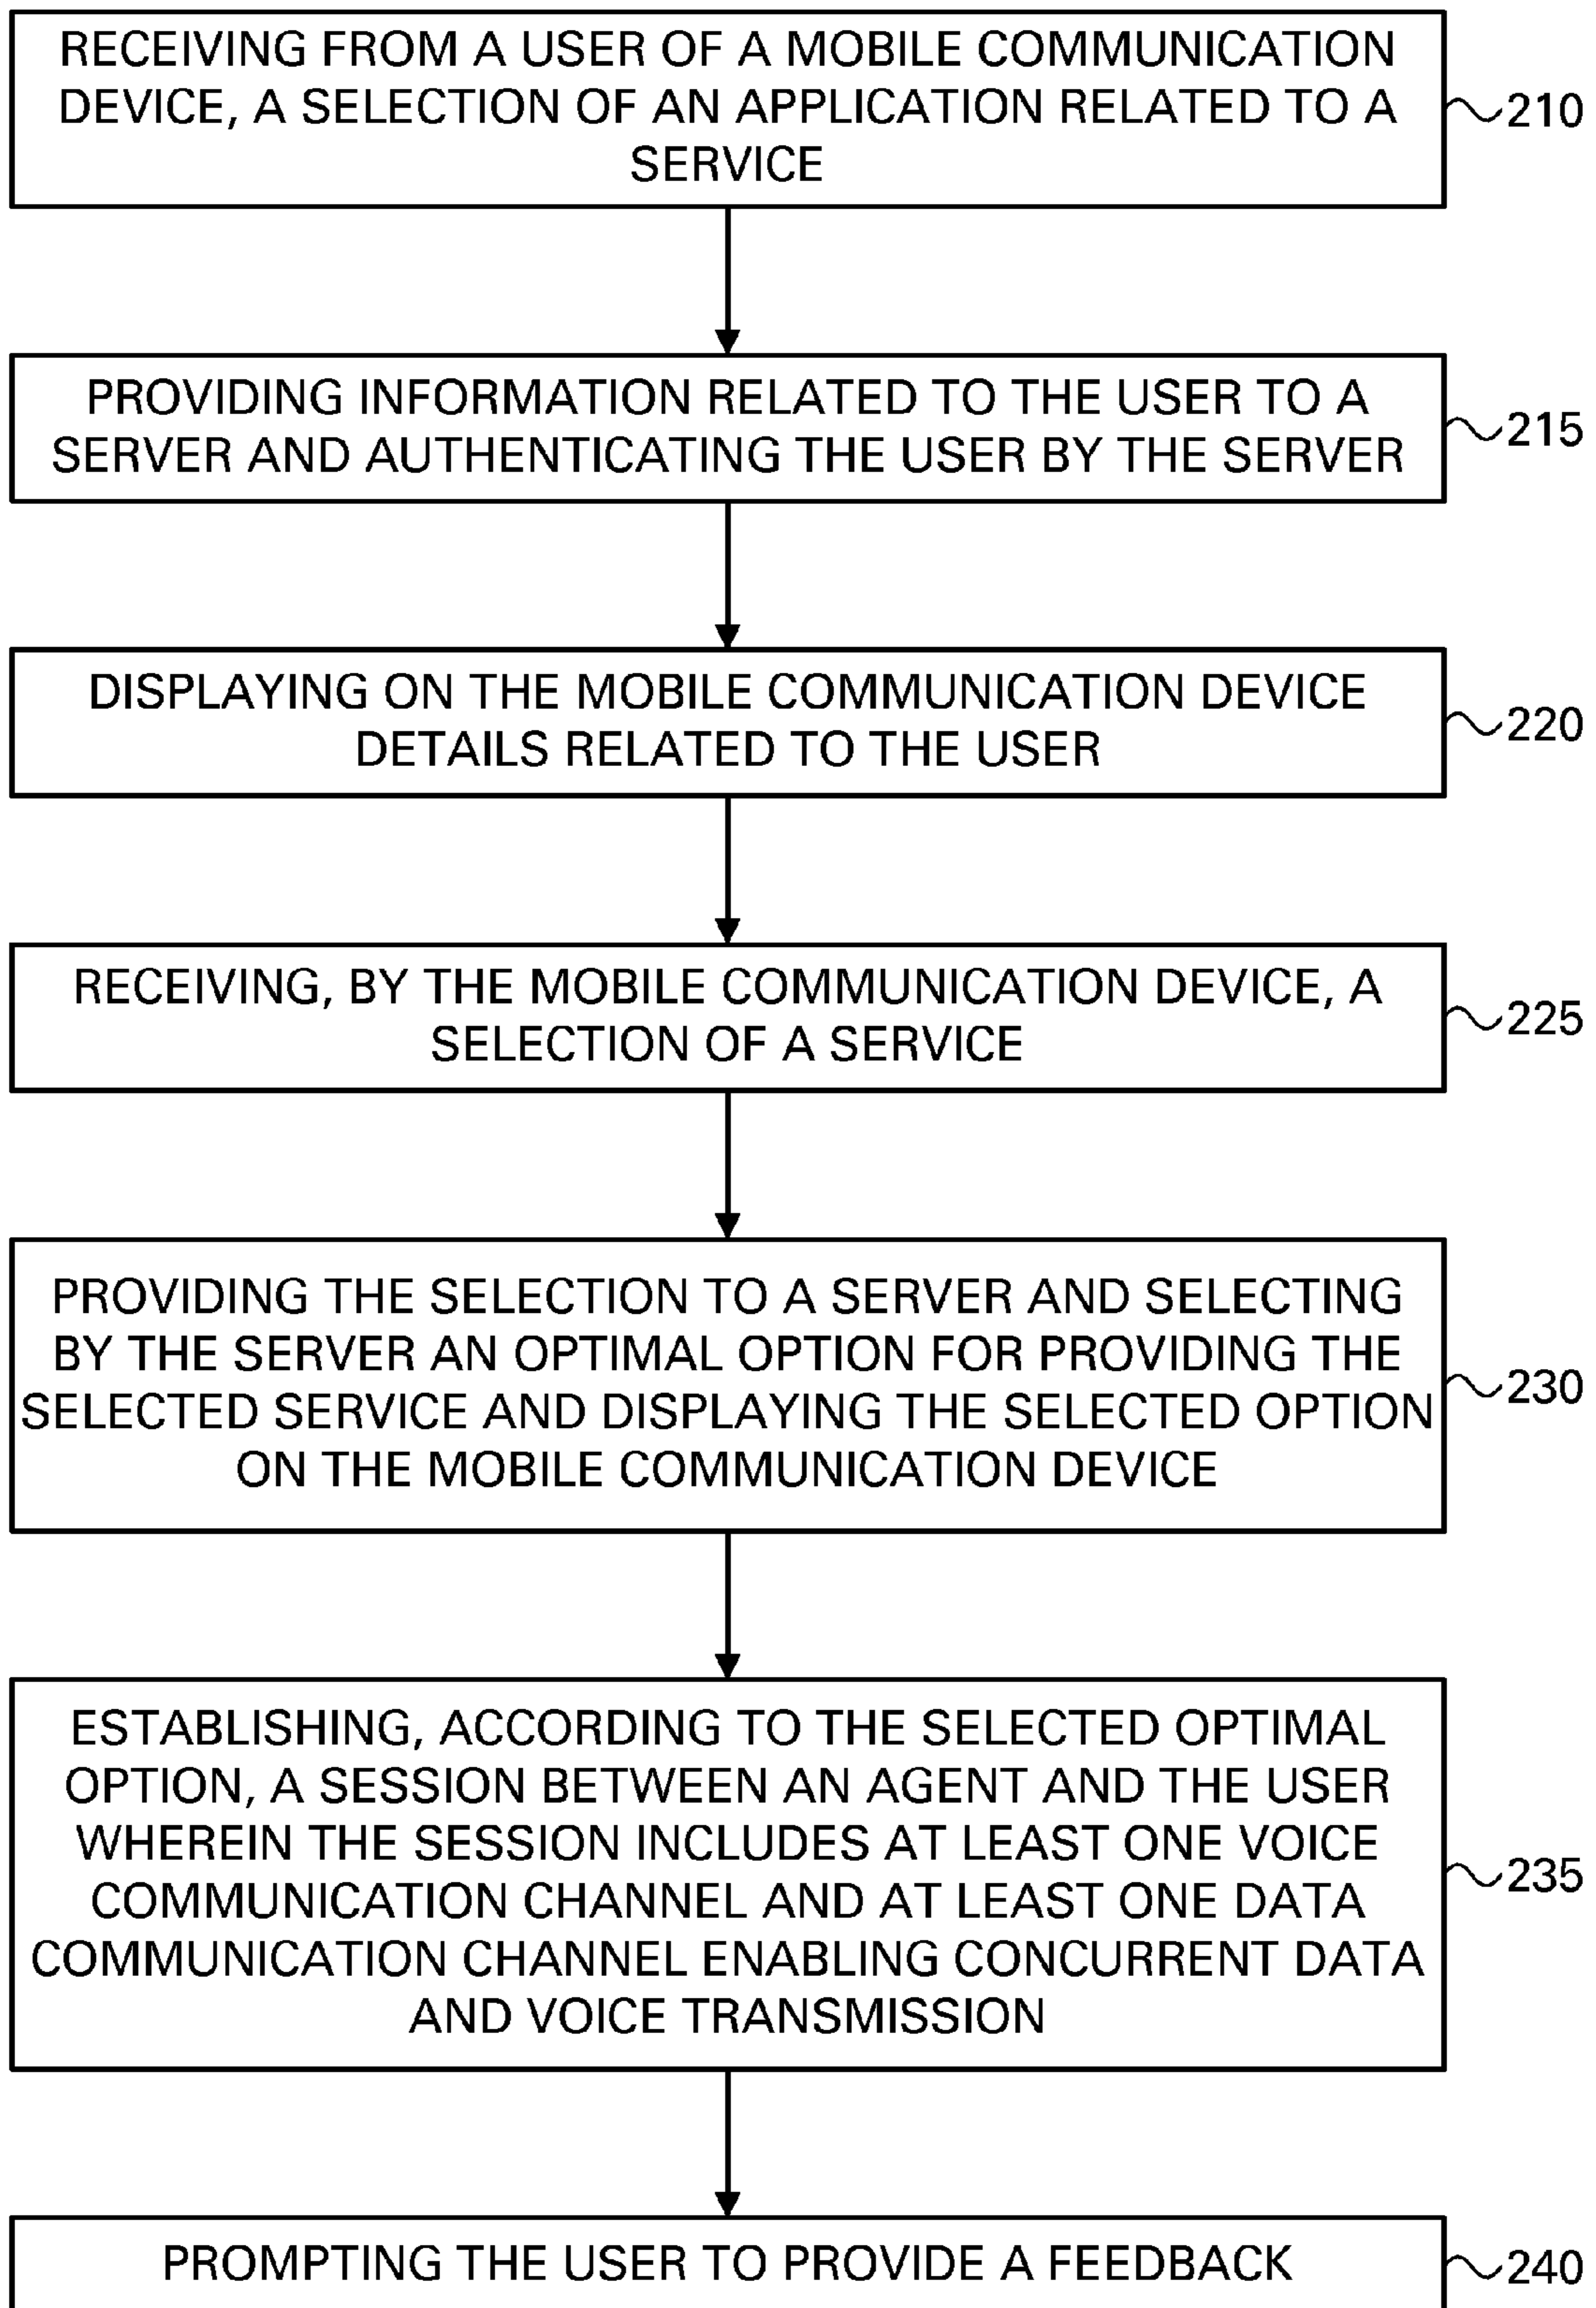 RECEIVING FROM A USER OF A MOBILE COMMUNICATION
DEVICE, A SELECTION OF AN APPLICATION RELATED TO A
SERVICE
210
PROVIDING INFORMATION RELATED TO THE USER TO A
SERVER AND AUTHENTICATING THE USER BY THE SERVER
215
DISPLAYING ON THE MOBILE COMMUNICATION DEVICE
DETAILS RELATED TO THE USER
220
RECEIVING, BY THE MOBILE COMMUNICATION DEVICE, A
SELECTION OF A SERVICE
225
PROVIDING THE SELECTION TO A SERVER AND SELECTING
BY THE SERVER AN OPTIMAL OPTION FOR PROVIDING THE
SELECTED SERVICE AND DISPLAYING THE SELECTED OPTION
ON THE MOBILE COMMUNICATION DEVICE
230
ESTABLISHING, ACCORDING TO THE SELECTED OPTIMAL
OPTION, A SESSION BETWEEN AN AGENT AND THE USER
WHEREIN THE SESSION INCLUDES AT LEAST ONE VOICE
COMMUNICATION CHANNEL AND AT LEAST ONE DATA
COMMUNICATION CHANNEL ENABLING CONCURRENT DATA
AND VOICE TRANSMISSION
235
PROMPTING THE USER TO PROVIDE A FEEDBACK
240